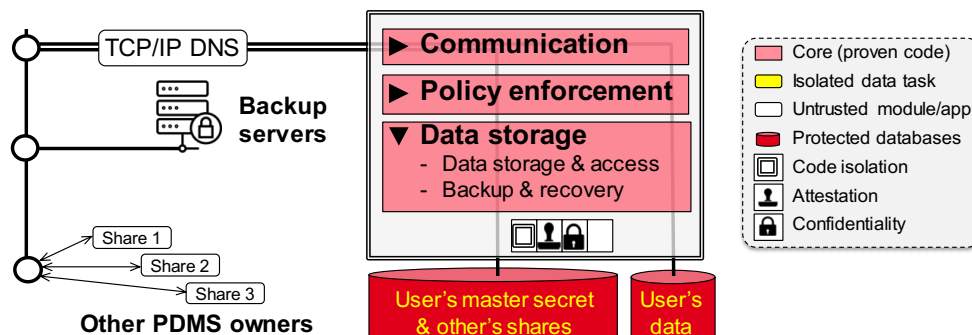 TCP/IP DNS
Backup
servers
Share 1
Share 2
Share 3
Other PDMS owners
► Communication
► Policy enforcement
▼ Data storage
- Data storage & access
- Backup & recovery
User's master secret
& other's shares
User's
data
Core (proven code)
Isolated data task
Untrusted module/app
Protected databases
Code isolation
Attestation
Confidentiality